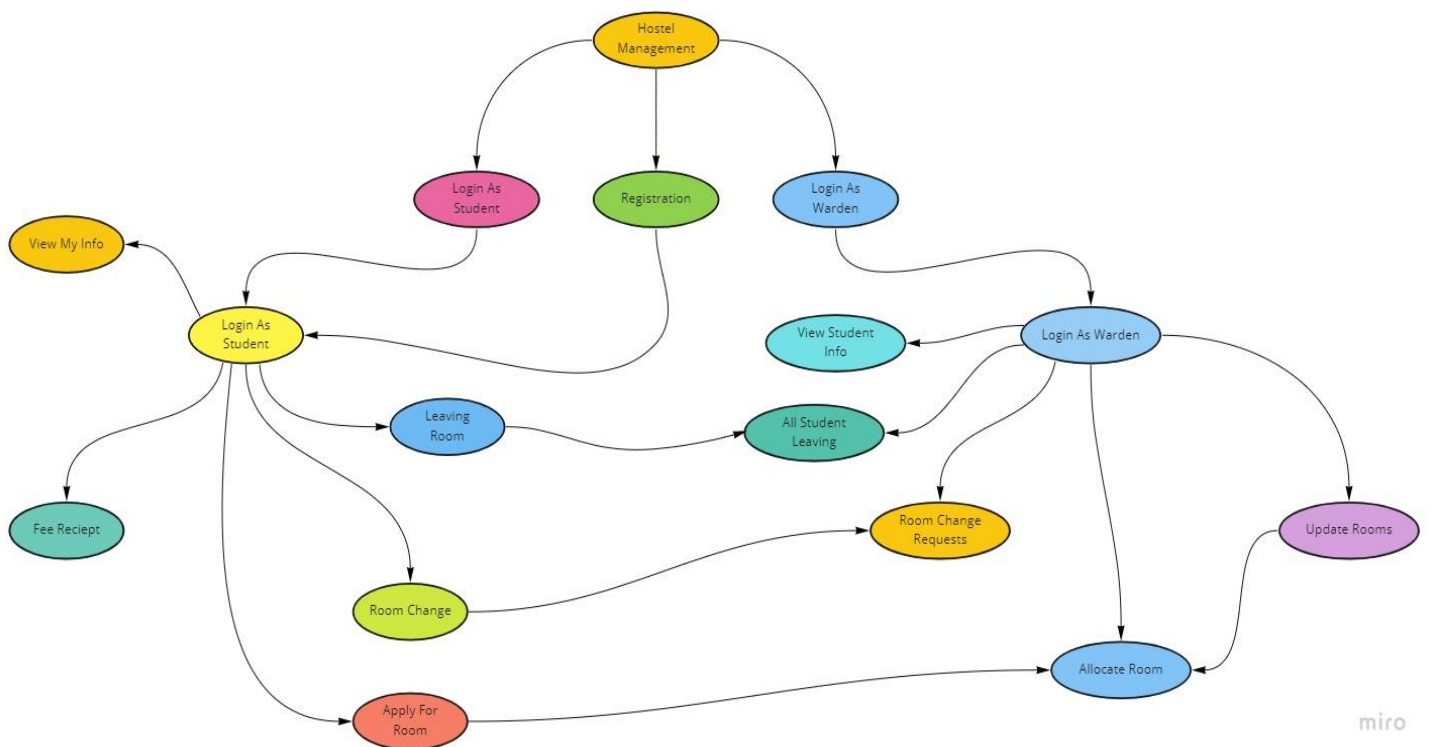 Hostel
Management
Login As
Student
Registration
Login As
Warden
View My Info
Login As
Student
View Student
Info
Login As Warden
Leaving
Room
All Student
Leaving
Fee Reciept
Room Change
Requests
Update Rooms
Room Change
Allocate Room
Apply For
Room
miro